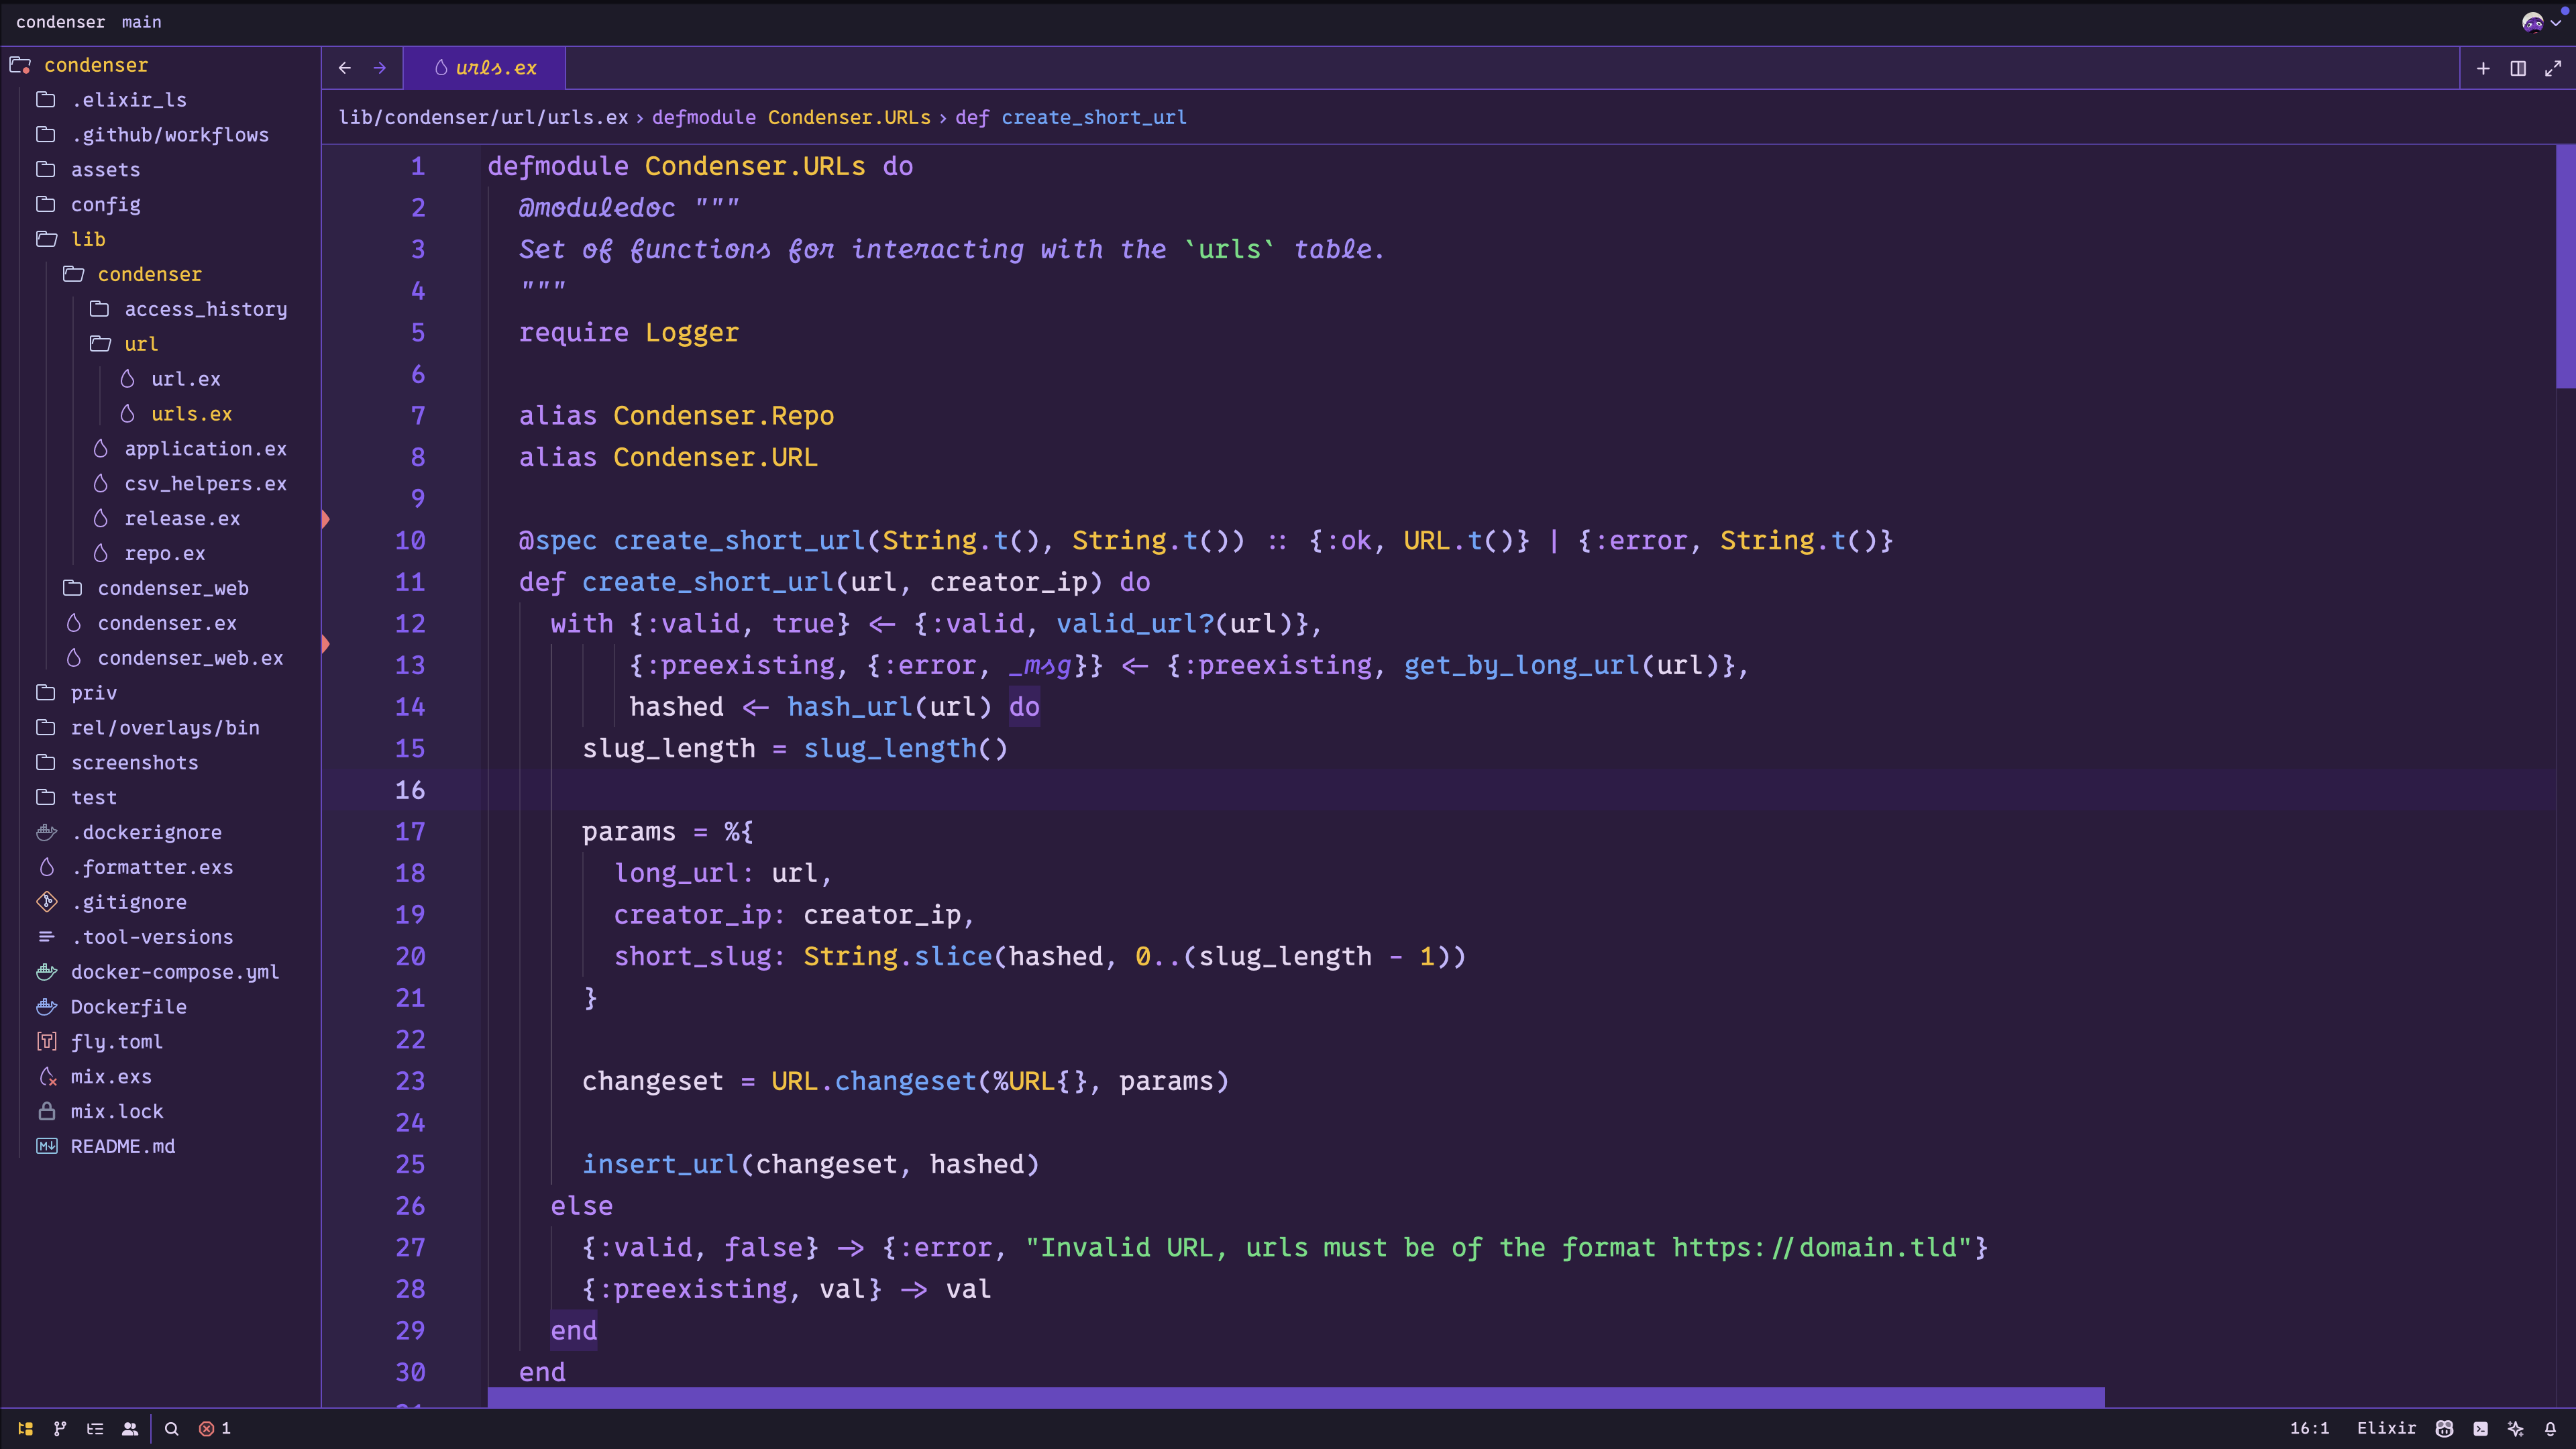 condenser main
condenser
.elixir_ls
.github/workflows
assets
config
lib
condenser
access_history
url
url.ex
urls.ex
application.ex
csv_helpers.ex
release.ex
repo.ex
condenser_web
condenser.ex
condenser_web.ex
priv
rel/overlays/bin
screenshots
test
.dockerignore
.formatter.exs
.gitignore
.tool-versions
docker-compose.yml
Dockerfile
fly.toml
mix.exs
mix.lock
README.md
urls.ex
lib/condenser/url/urls.ex › defmodule Condenser.URLs › def create_short_url
1 defmodule Condenser.URLs do
2 @moduledoc """
3 Set of functions for interacting with the `urls` table.
4 """
5 require Logger
6
7 alias Condenser.Repo
8 alias Condenser.URL
9
10 @spec create_short_url(String.t(), String.t()) :: {:ok, URL.t()} | {:error, String.t()}
11 def create_short_url(url, creator_ip) do
12 with {:valid, true} <- {:valid, valid_url?(url)},
13 {:preexisting, {:error, _msg}} <- {:preexisting, get_by_long_url(url)},
14 hashed <- hash_url(url) do
15 slug_length = slug_length()
16
17 params = %{
18 long_url: url,
19 creator_ip: creator_ip,
20 short_slug: String.slice(hashed, 0..(slug_length - 1))
21 }
22
23 changeset = URL.changeset(%URL{}, params)
24
25 insert_url(changeset, hashed)
26 else
27 {:valid, false} -> {:error, "Invalid URL, urls must be of the format https://domain.tld"}
28 {:preexisting, val} -> val
29 end
30 end
1
16:1 Elixir